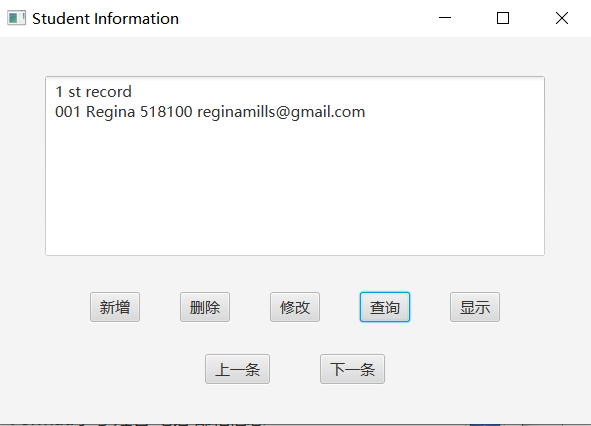 Student Information
1 st record
001 Regina 518100 reginamills@gmail.com
新增 删除 修改 查询 显示
上一条 下一条